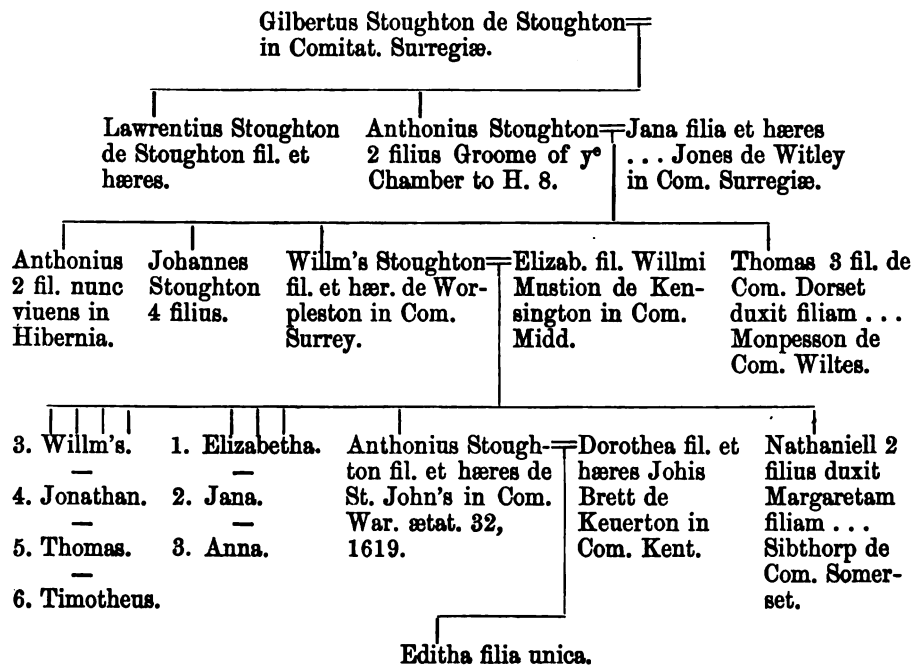 Gilbertus Stoughton de Stoughton
in Comitat. Surregiæ.
Lawrentius Stoughton
de Stoughton fil. et
hæres.
Anthonius Stoughton
2 filius Groome of yᵉ
Chamber to H. 8.
Jana filia et hæres
... Jones de Witley
in Com. Surregiæ.
Anthonius
2 fil. nunc
viuens in
Hibernia.
Johannes
Stoughton
4 filius.
Willm's Stoughton
fil. et hær. de Wor-
pleston in Com.
Surrey.
Elizab. fil. Willmi
Mustion de Ken-
sington in Com.
Midd.
Thomas 3 fil. de
Com. Dorset
duxit filiam ...
Monpesson de
Com. Wiltes.
3. Willm's.
4. Jonathan.
5. Thomas.
6. Timotheus.
1. Elizabetha.
2. Jana.
3. Anna.
Anthonius Stough-
ton fil. et hæres de
St. John's in Com.
War. ætat. 32,
1619.
Dorothea fil. et
hæres Johis
Brett de
Keuerton in
Com. Kent.
Nathaniell 2
filius duxit
Margaretam
filiam ...
Sibthorp de
Com. Somer-
set.
Editha filia unica.